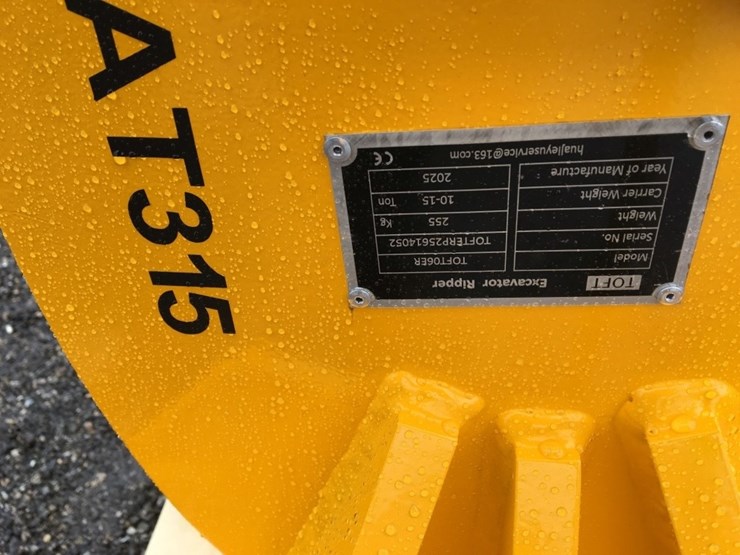 AT315
TOFT Excavator Ripper
Model TOFT06ER
Serial No. TOFTERP25614052
Weight 255 Kg
Carrier Weight 10-15 Ton
Year of Manufacture 2025
huajieyuservice@163.com CE